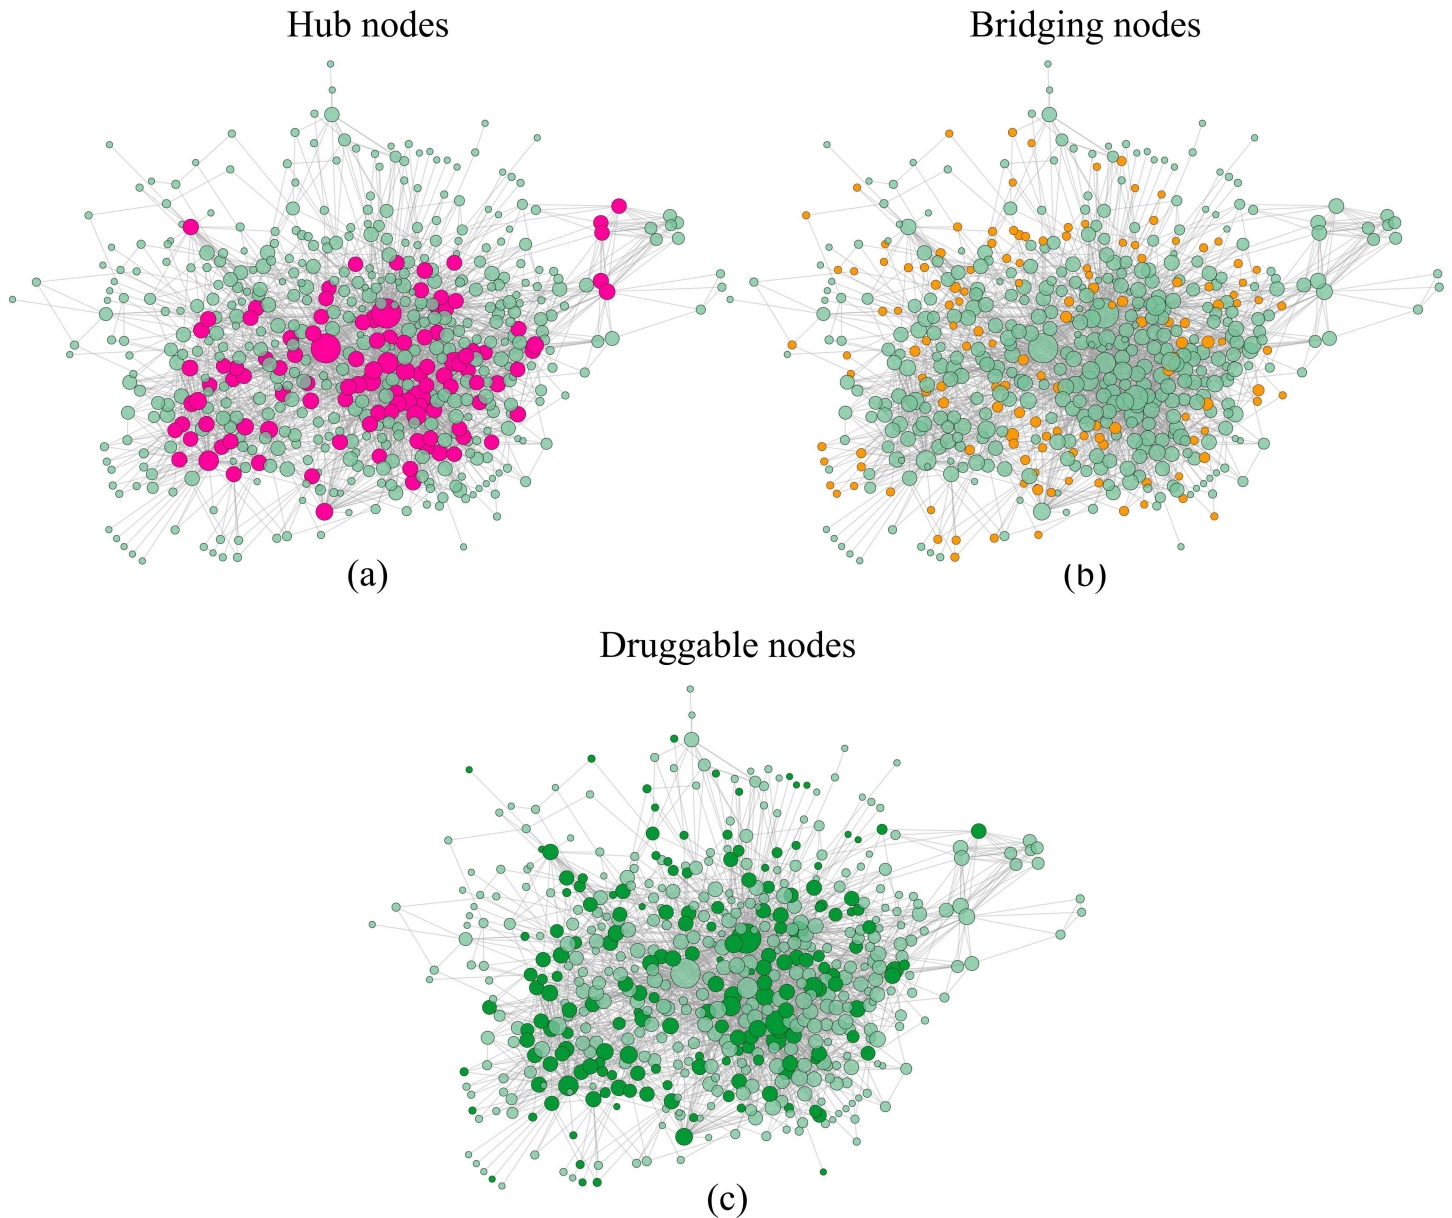 Hub nodes
Bridging nodes
(a)
(b)
Druggable nodes
(c)